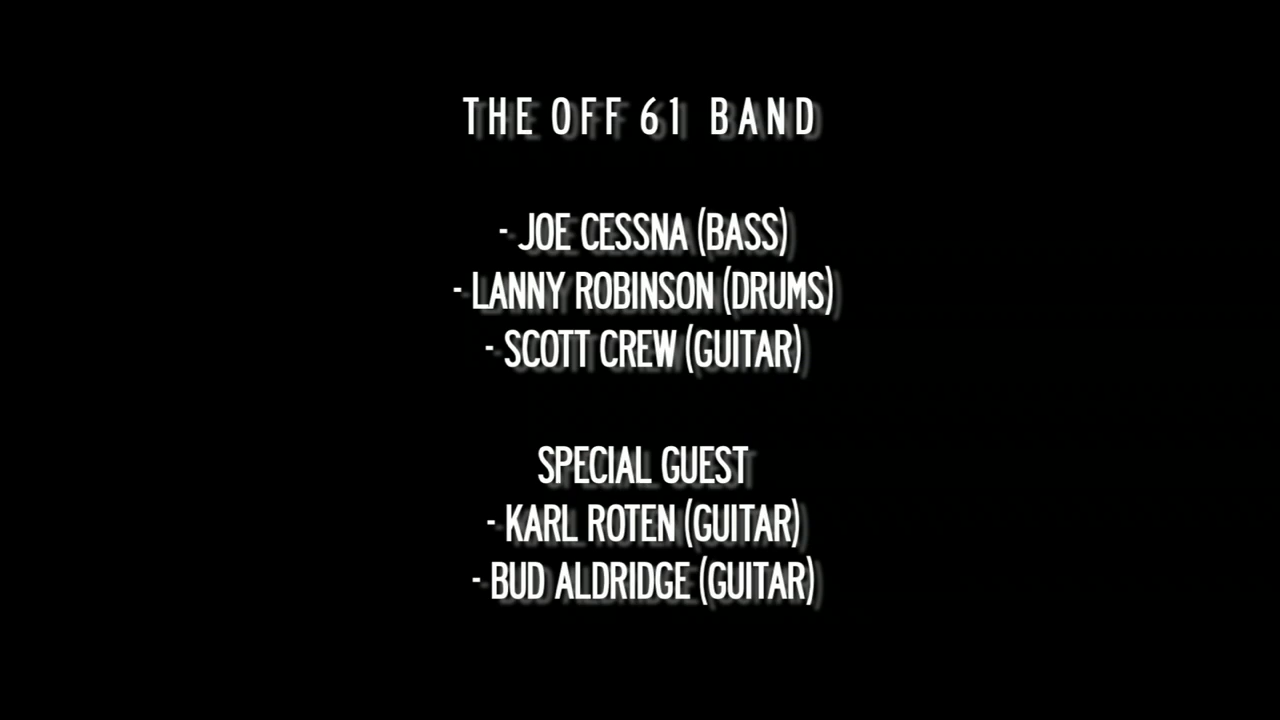 THE OFF 61 BAND
- JOE CESSNA (BASS)
- LANNY ROBINSON (DRUMS)
- SCOTT CREW (GUITAR)
SPECIAL GUEST
- KARL ROTEN (GUITAR)
- BUD ALDRIDGE (GUITAR)